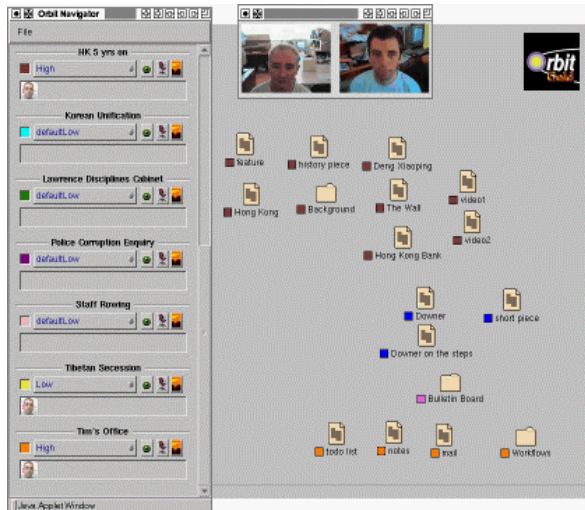 Orbit Navigator
File
HK 5 yrs on
High
Korean Unification
defaultLow
Lawrence Disciplines Cabinet
defaultLow
Police Corruption Enquiry
defaultLow
Staff Rowing
defaultLow
Tibetan Secession
Low
Tim's Office
High
Java Applet Window
Orbit
Gold
feature
history piece
Deng Xiaoping
Hong Kong
Background
The Wall
video1
video2
Hong Kong Bank
Downer
short piece
Downer on the steps
Bulletin Board
todo list
notes
mail
Workflows